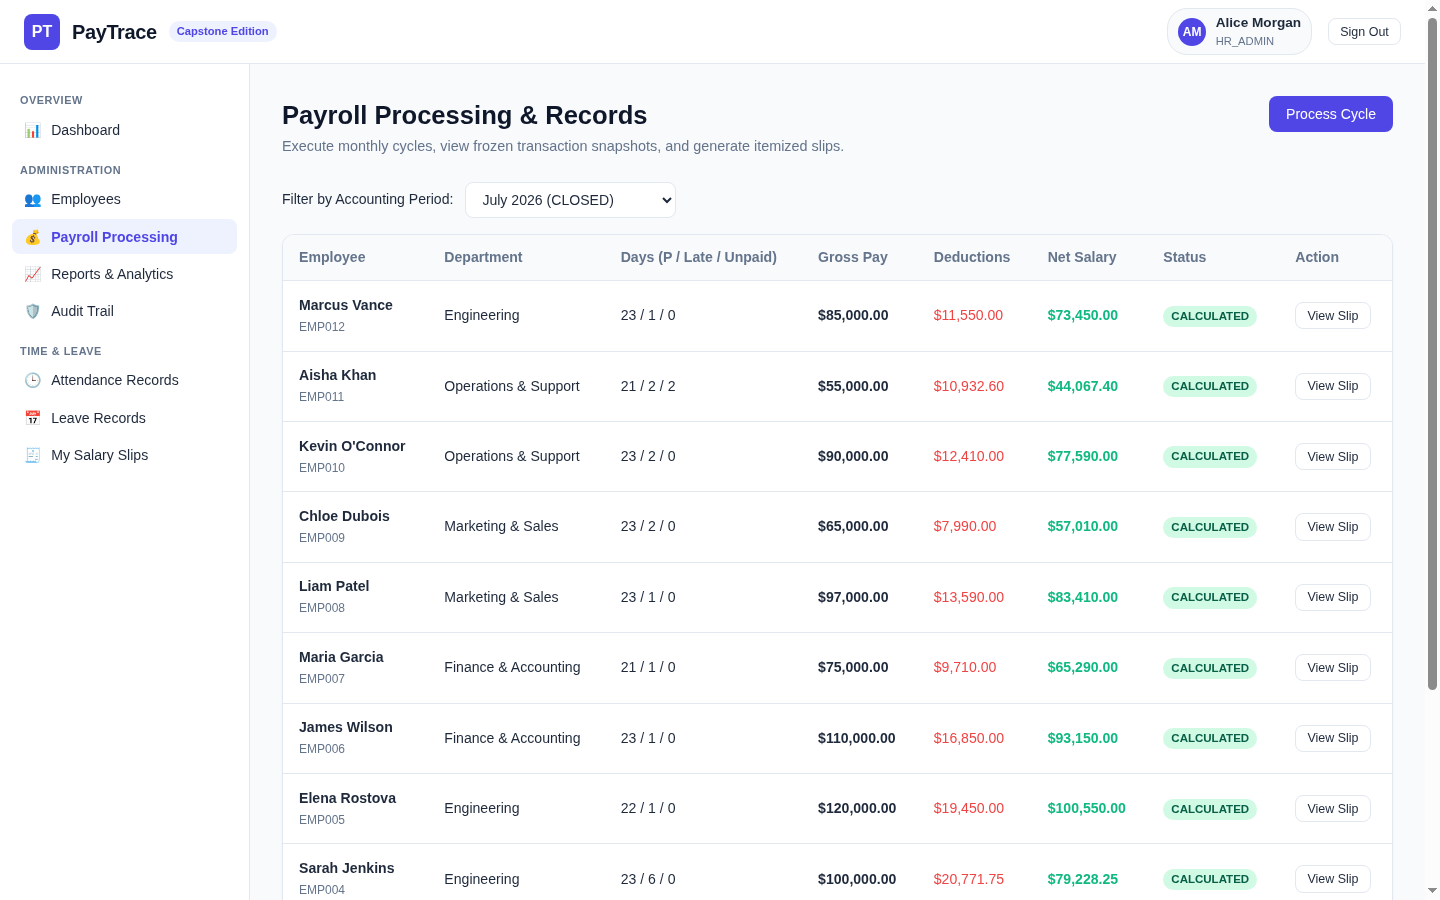 PT PayTrace Capstone Edition
AM Alice Morgan
HR_ADMIN
Sign Out
OVERVIEW
Dashboard
ADMINISTRATION
Employees
Payroll Processing
Reports & Analytics
Audit Trail
TIME & LEAVE
Attendance Records
Leave Records
My Salary Slips
Payroll Processing & Records
Process Cycle
Execute monthly cycles, view frozen transaction snapshots, and generate itemized slips.
Filter by Accounting Period: July 2026 (CLOSED)
Employee Department Days (P / Late / Unpaid) Gross Pay Deductions Net Salary Status Action
Marcus Vance
EMP012
Engineering 23 / 1 / 0 $85,000.00 $11,550.00 $73,450.00 CALCULATED View Slip
Aisha Khan
EMP011
Operations & Support 21 / 2 / 2 $55,000.00 $10,932.60 $44,067.40 CALCULATED View Slip
Kevin O'Connor
EMP010
Operations & Support 23 / 2 / 0 $90,000.00 $12,410.00 $77,590.00 CALCULATED View Slip
Chloe Dubois
EMP009
Marketing & Sales 23 / 2 / 0 $65,000.00 $7,990.00 $57,010.00 CALCULATED View Slip
Liam Patel
EMP008
Marketing & Sales 23 / 1 / 0 $97,000.00 $13,590.00 $83,410.00 CALCULATED View Slip
Maria Garcia
EMP007
Finance & Accounting 21 / 1 / 0 $75,000.00 $9,710.00 $65,290.00 CALCULATED View Slip
James Wilson
EMP006
Finance & Accounting 23 / 1 / 0 $110,000.00 $16,850.00 $93,150.00 CALCULATED View Slip
Elena Rostova
EMP005
Engineering 22 / 1 / 0 $120,000.00 $19,450.00 $100,550.00 CALCULATED View Slip
Sarah Jenkins
EMP004
Engineering 23 / 6 / 0 $100,000.00 $20,771.75 $79,228.25 CALCULATED View Slip